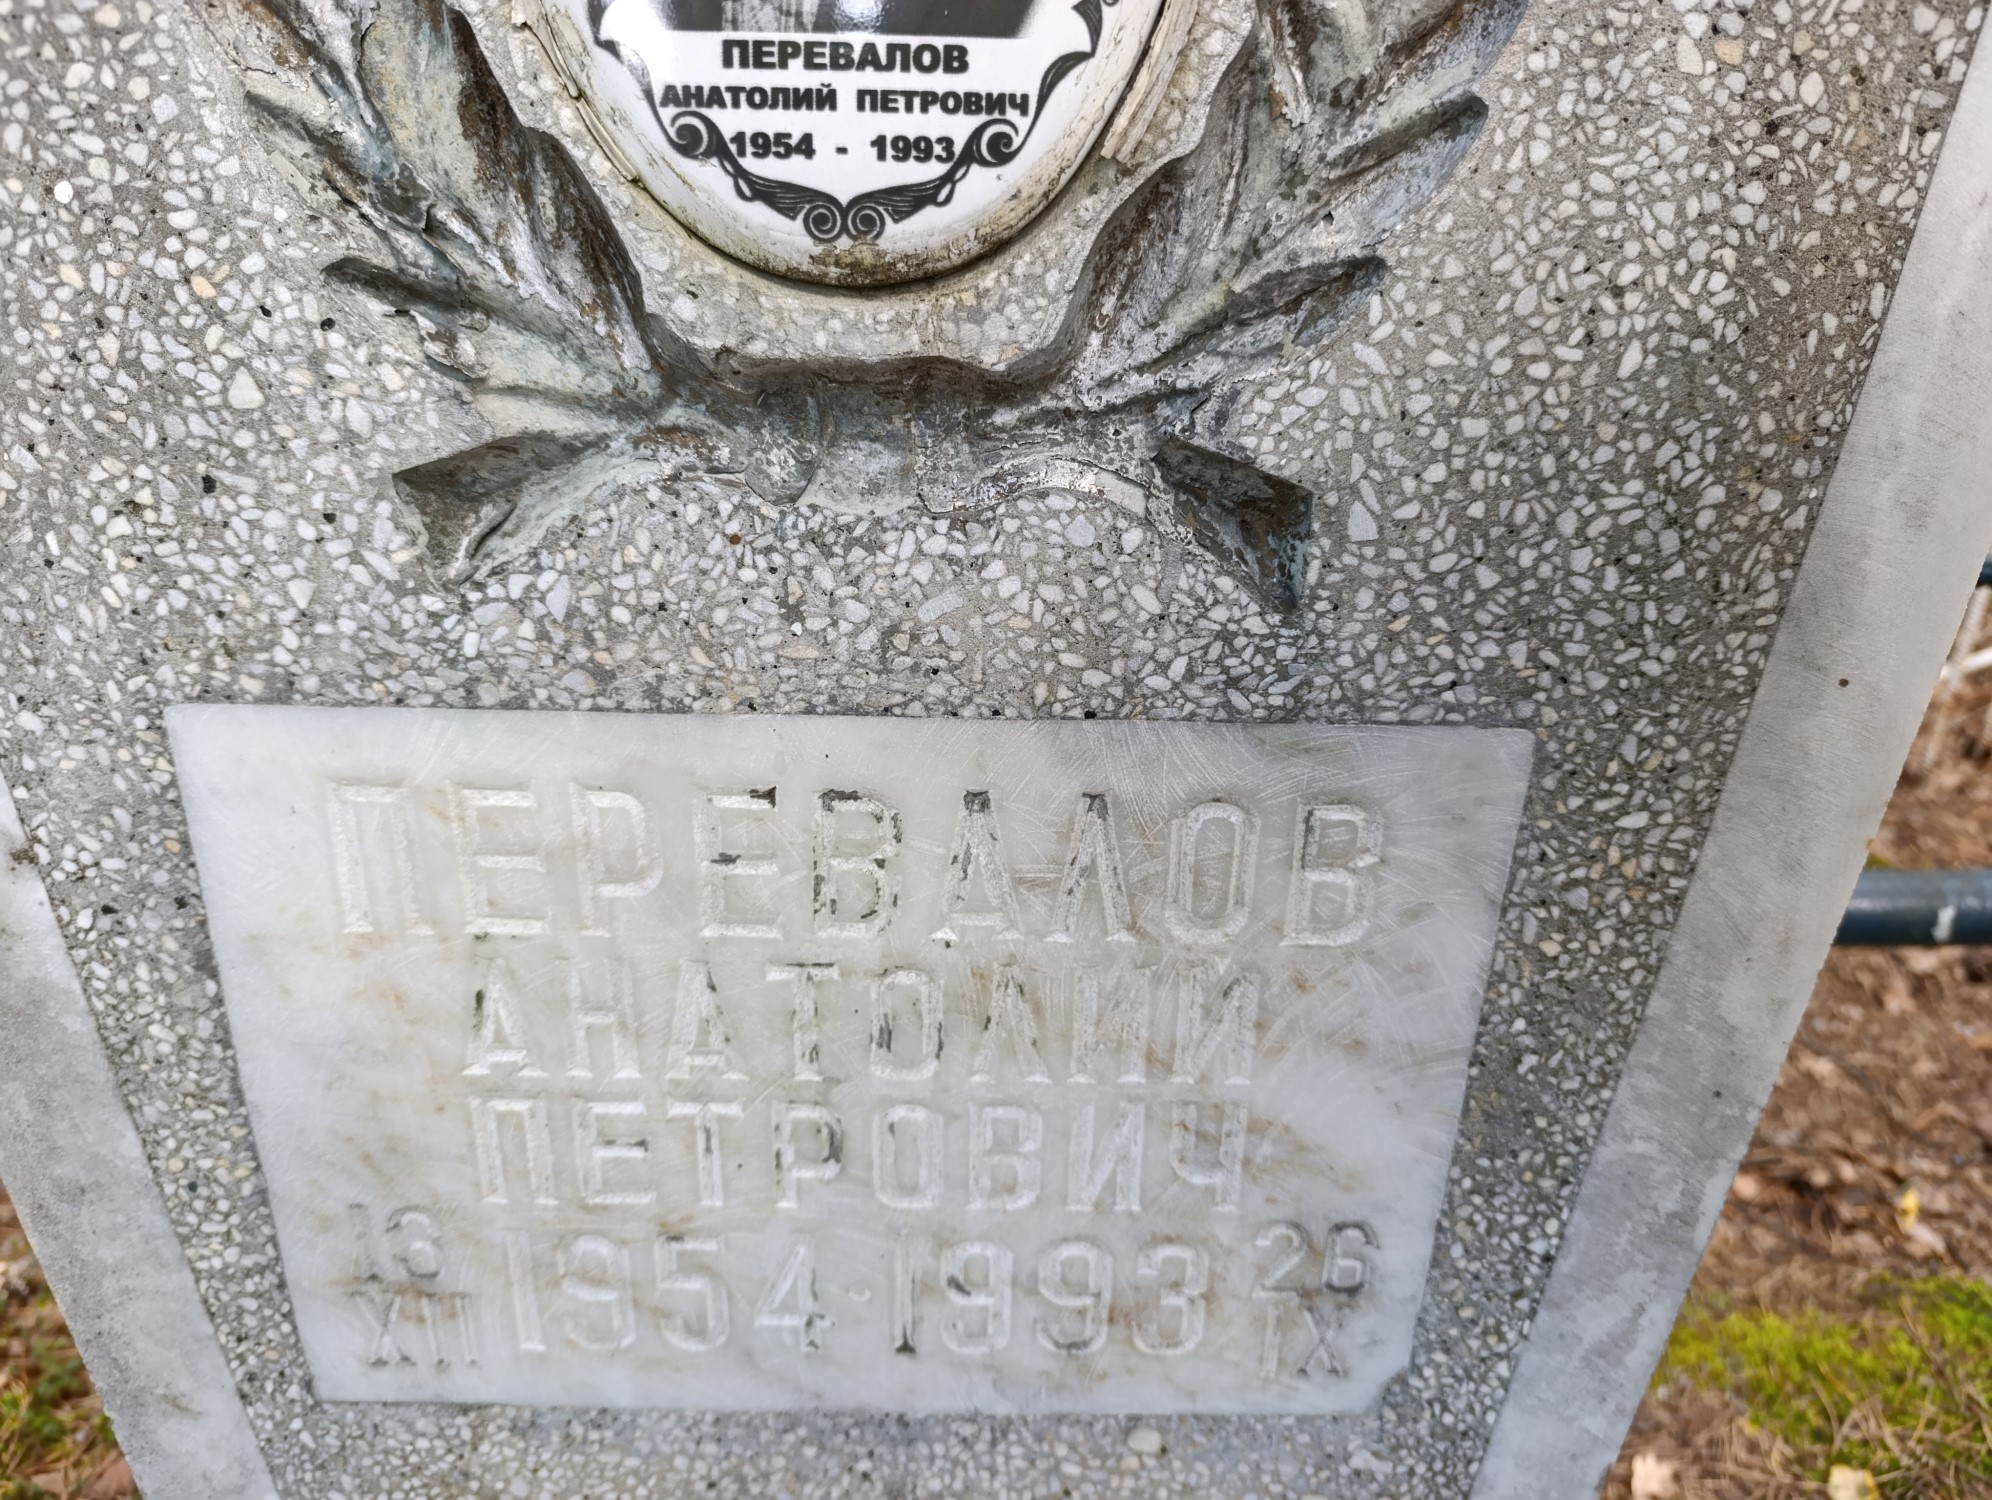 ПЕРЕВАЛОВ
АНАТОЛИЙ ПЕТРОВИЧ
1954 - 1993
ПЕРЕВАЛОВ
АНАТОЛИЙ
ПЕТРОВИЧ
13 XII 1954-1993 26 IX